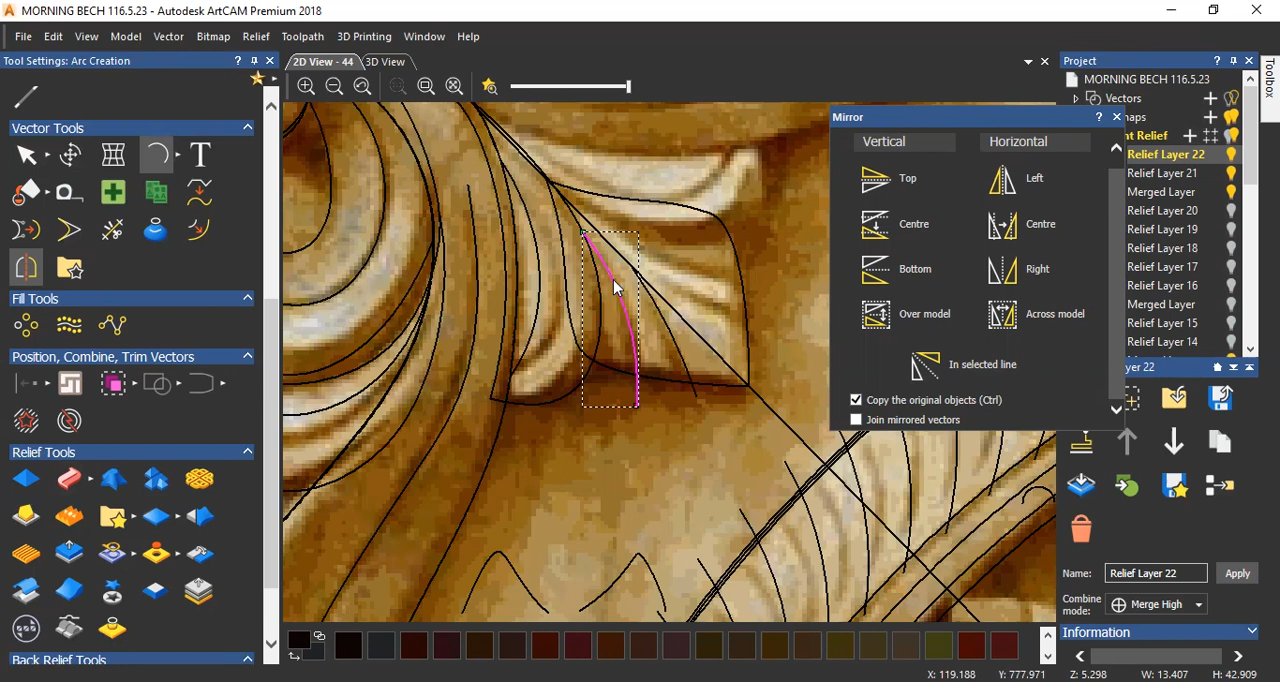 MORNING BECH 116.5.23 - Autodesk ArtCAM Premium 2018
File Edit View Model Vector Bitmap Relief Toolpath 3D Printing Window Help
Tool Settings: Arc Creation ?
2D View - 44 3D View
Project ?
Toolbox
MORNING BECH 116.5.23
Vectors
maps
nt Relief
Relief Layer 22
Relief Layer 21
Merged Layer
Relief Layer 20
Relief Layer 19
Relief Layer 18
Relief Layer 17
Relief Layer 16
Merged Layer
Relief Layer 15
Relief Layer 14
Vector Tools
T
Fill Tools
Position, Combine, Trim Vectors
Relief Tools
Back Relief Tools
Mirror ?
Vertical Horizontal
Top Left
Centre Centre
Bottom Right
Over model Across model
In selected line
Copy the original objects (Ctrl)
Join mirrored vectors
yer 22
Name: Relief Layer 22 Apply
Combine mode: Merge High
Information
X: 119.188 Y: 777.971 Z: 5.298 W: 13.407 H: 42.909